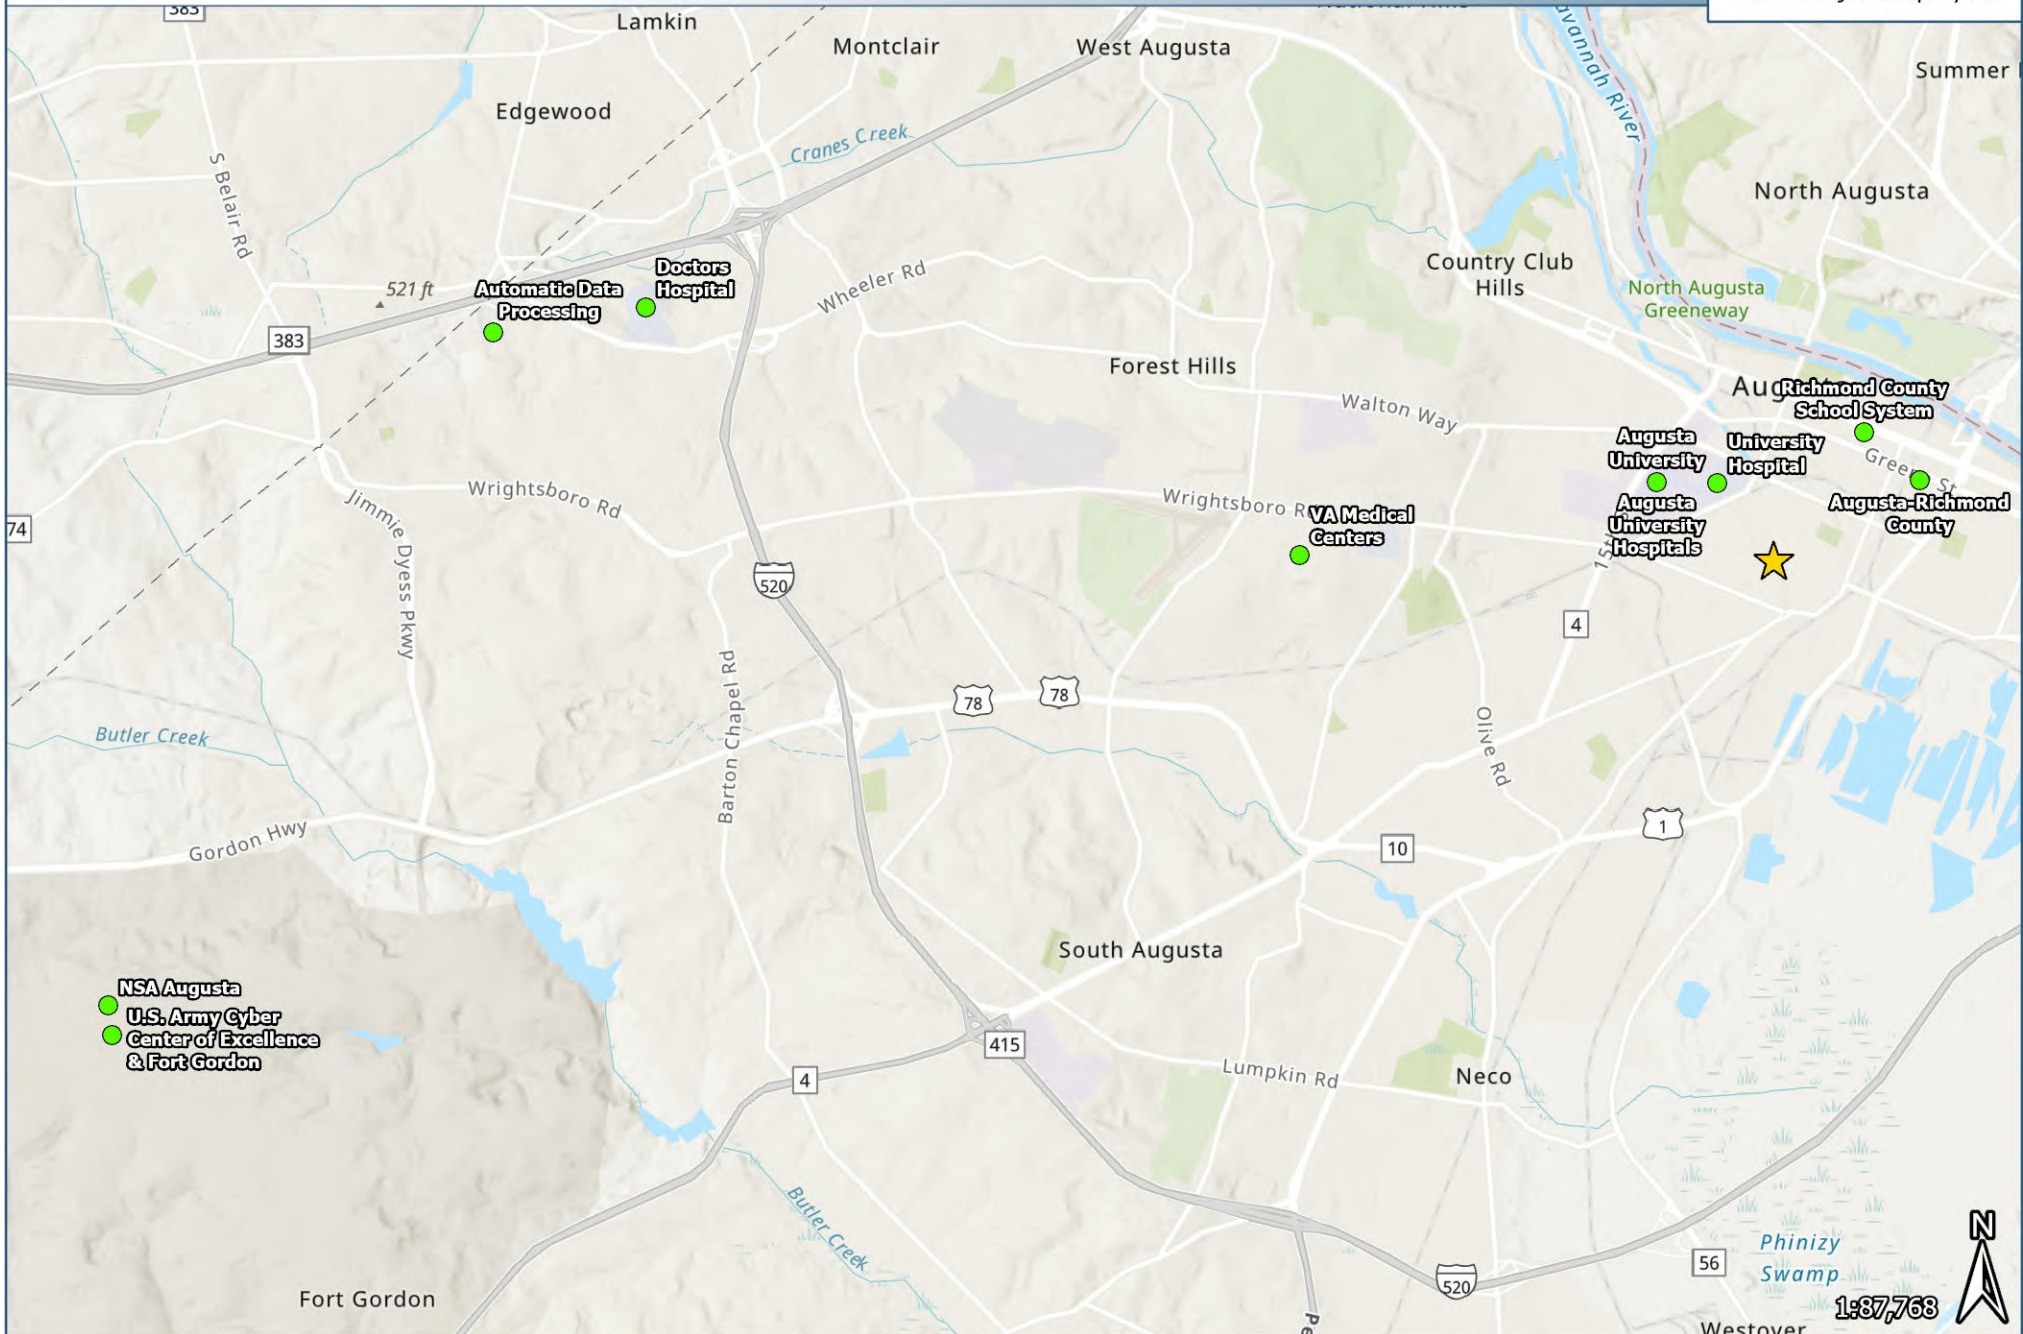 383
Lamkin
Montclair
West Augusta
Savannah River
Summer
Edgewood
Cranes Creek
S Belair Rd
North Augusta
Country Club
Hills
521 ft
Automatic Data
Processing
Doctors
Hospital
Wheeler Rd
North Augusta
Greeneway
383
Forest Hills
Walton Way
Richmond County
School System
Augusta
University
University
Hospital
Green St
Wrightsboro Rd
Jimmie Dyess Pkwy
Wrightsboro Rd
VA Medical
Centers
Augusta
University
Hospitals
Augusta-Richmond
County
74
520
4
Barton Chapel Rd
78
78
Olive Rd
Butler Creek
Gordon Hwy
10
1
South Augusta
NSA Augusta
U.S. Army Cyber
Center of Excellence
& Fort Gordon
415
4
Lumpkin Rd
Neco
Butler Creek
Fort Gordon
520
56
Phinizy
Swamp
N
1:87,768
Westover